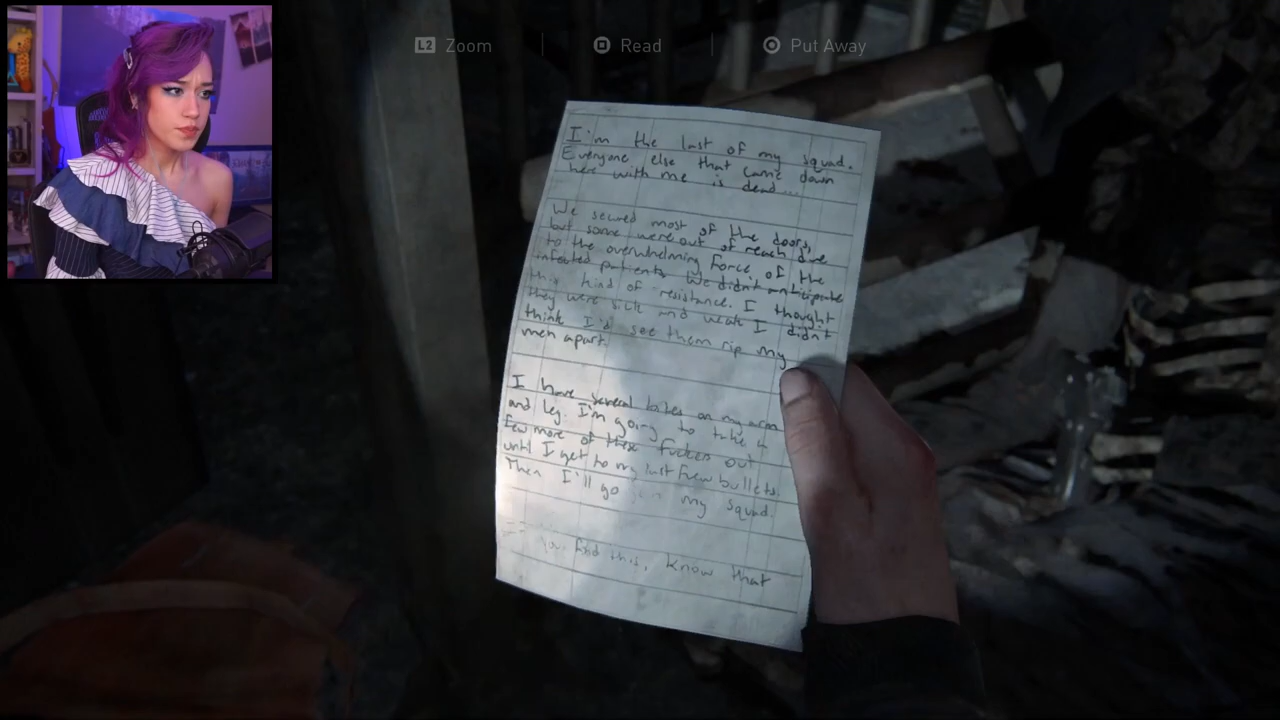 L2 Zoom
Read
Put Away
I'm the last of my squad.
Everyone else that came down
here with me is dead...
We secured most of the doors,
but some were out of reach due
to the overwhelming force of the
infected patients. We didn't anticipate
this kind of resistance. I thought
they were sick and weak I didn't
think I'd see them rip my
men apart.
I have several bites on my arm
and leg. I'm going to take a
few more of these fuckers out
until I get to my last few bullets.
Then I'll go join my squad.
you find this, know that